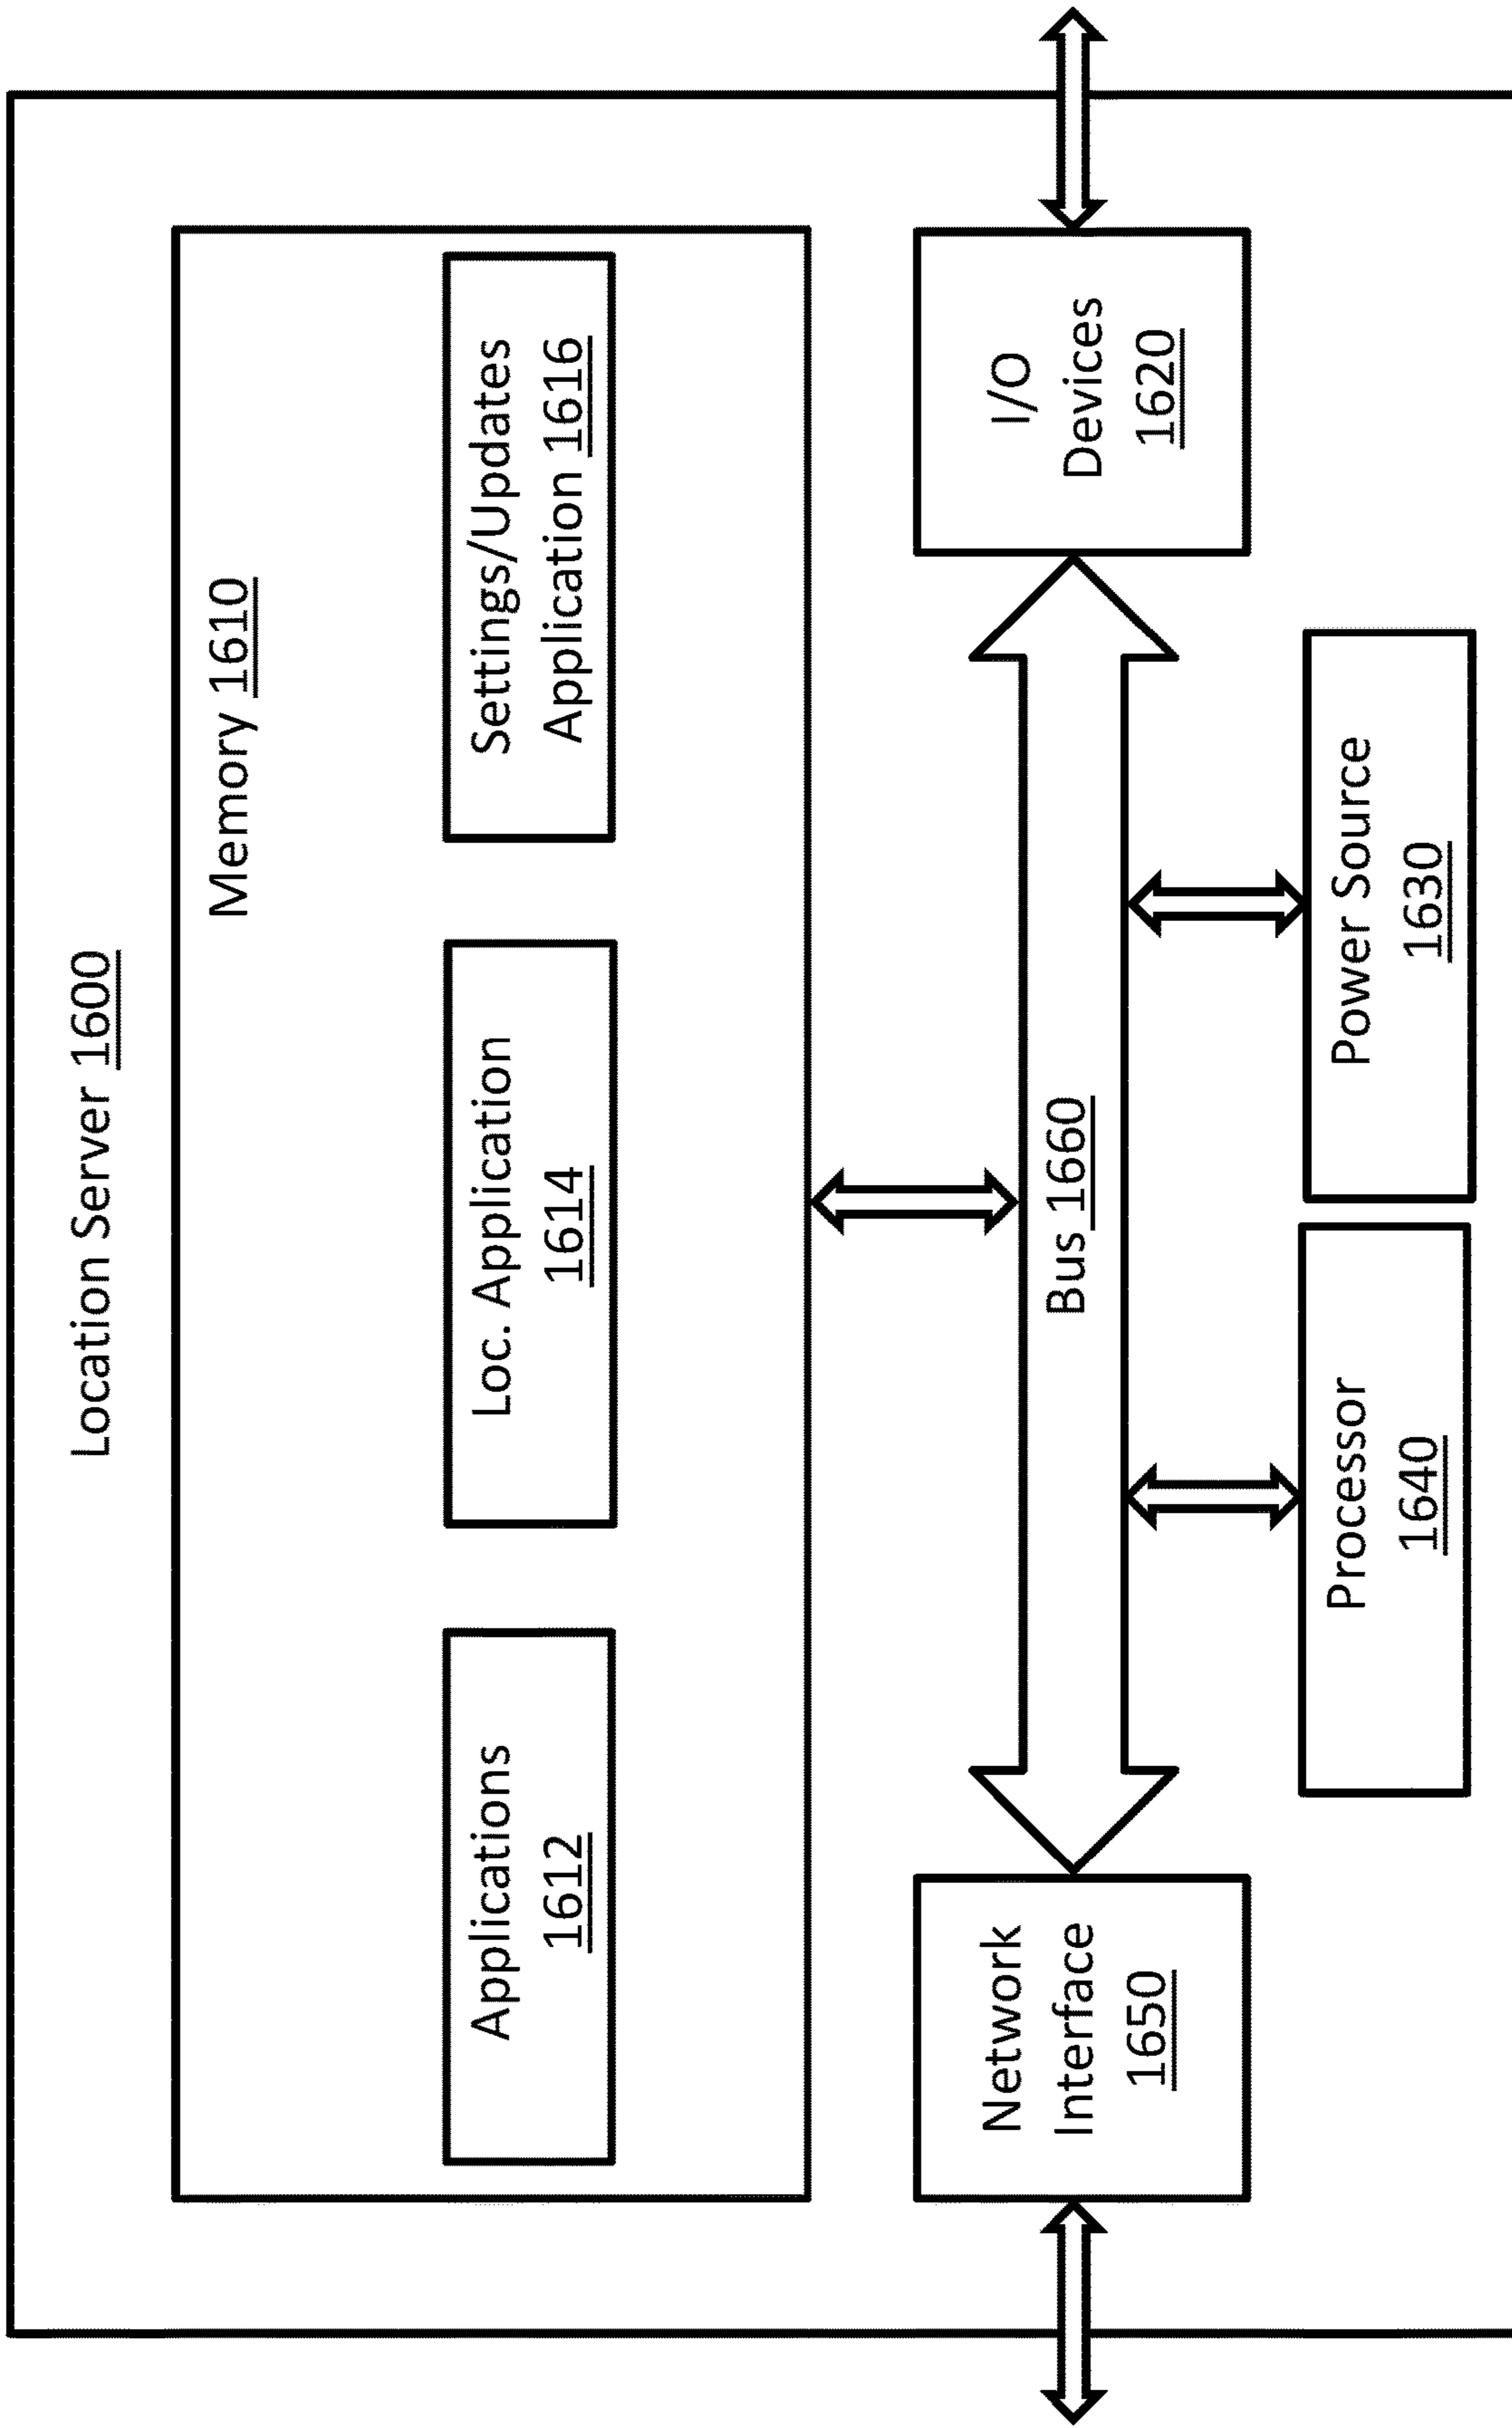 Location Server 1600
Memory 1610
Applications
1612
Loc. Application
1614
Settings/Updates
Application 1616
Network
Interface
1650
Bus 1660
I/O
Devices
1620
Processor
1640
Power Source
1630